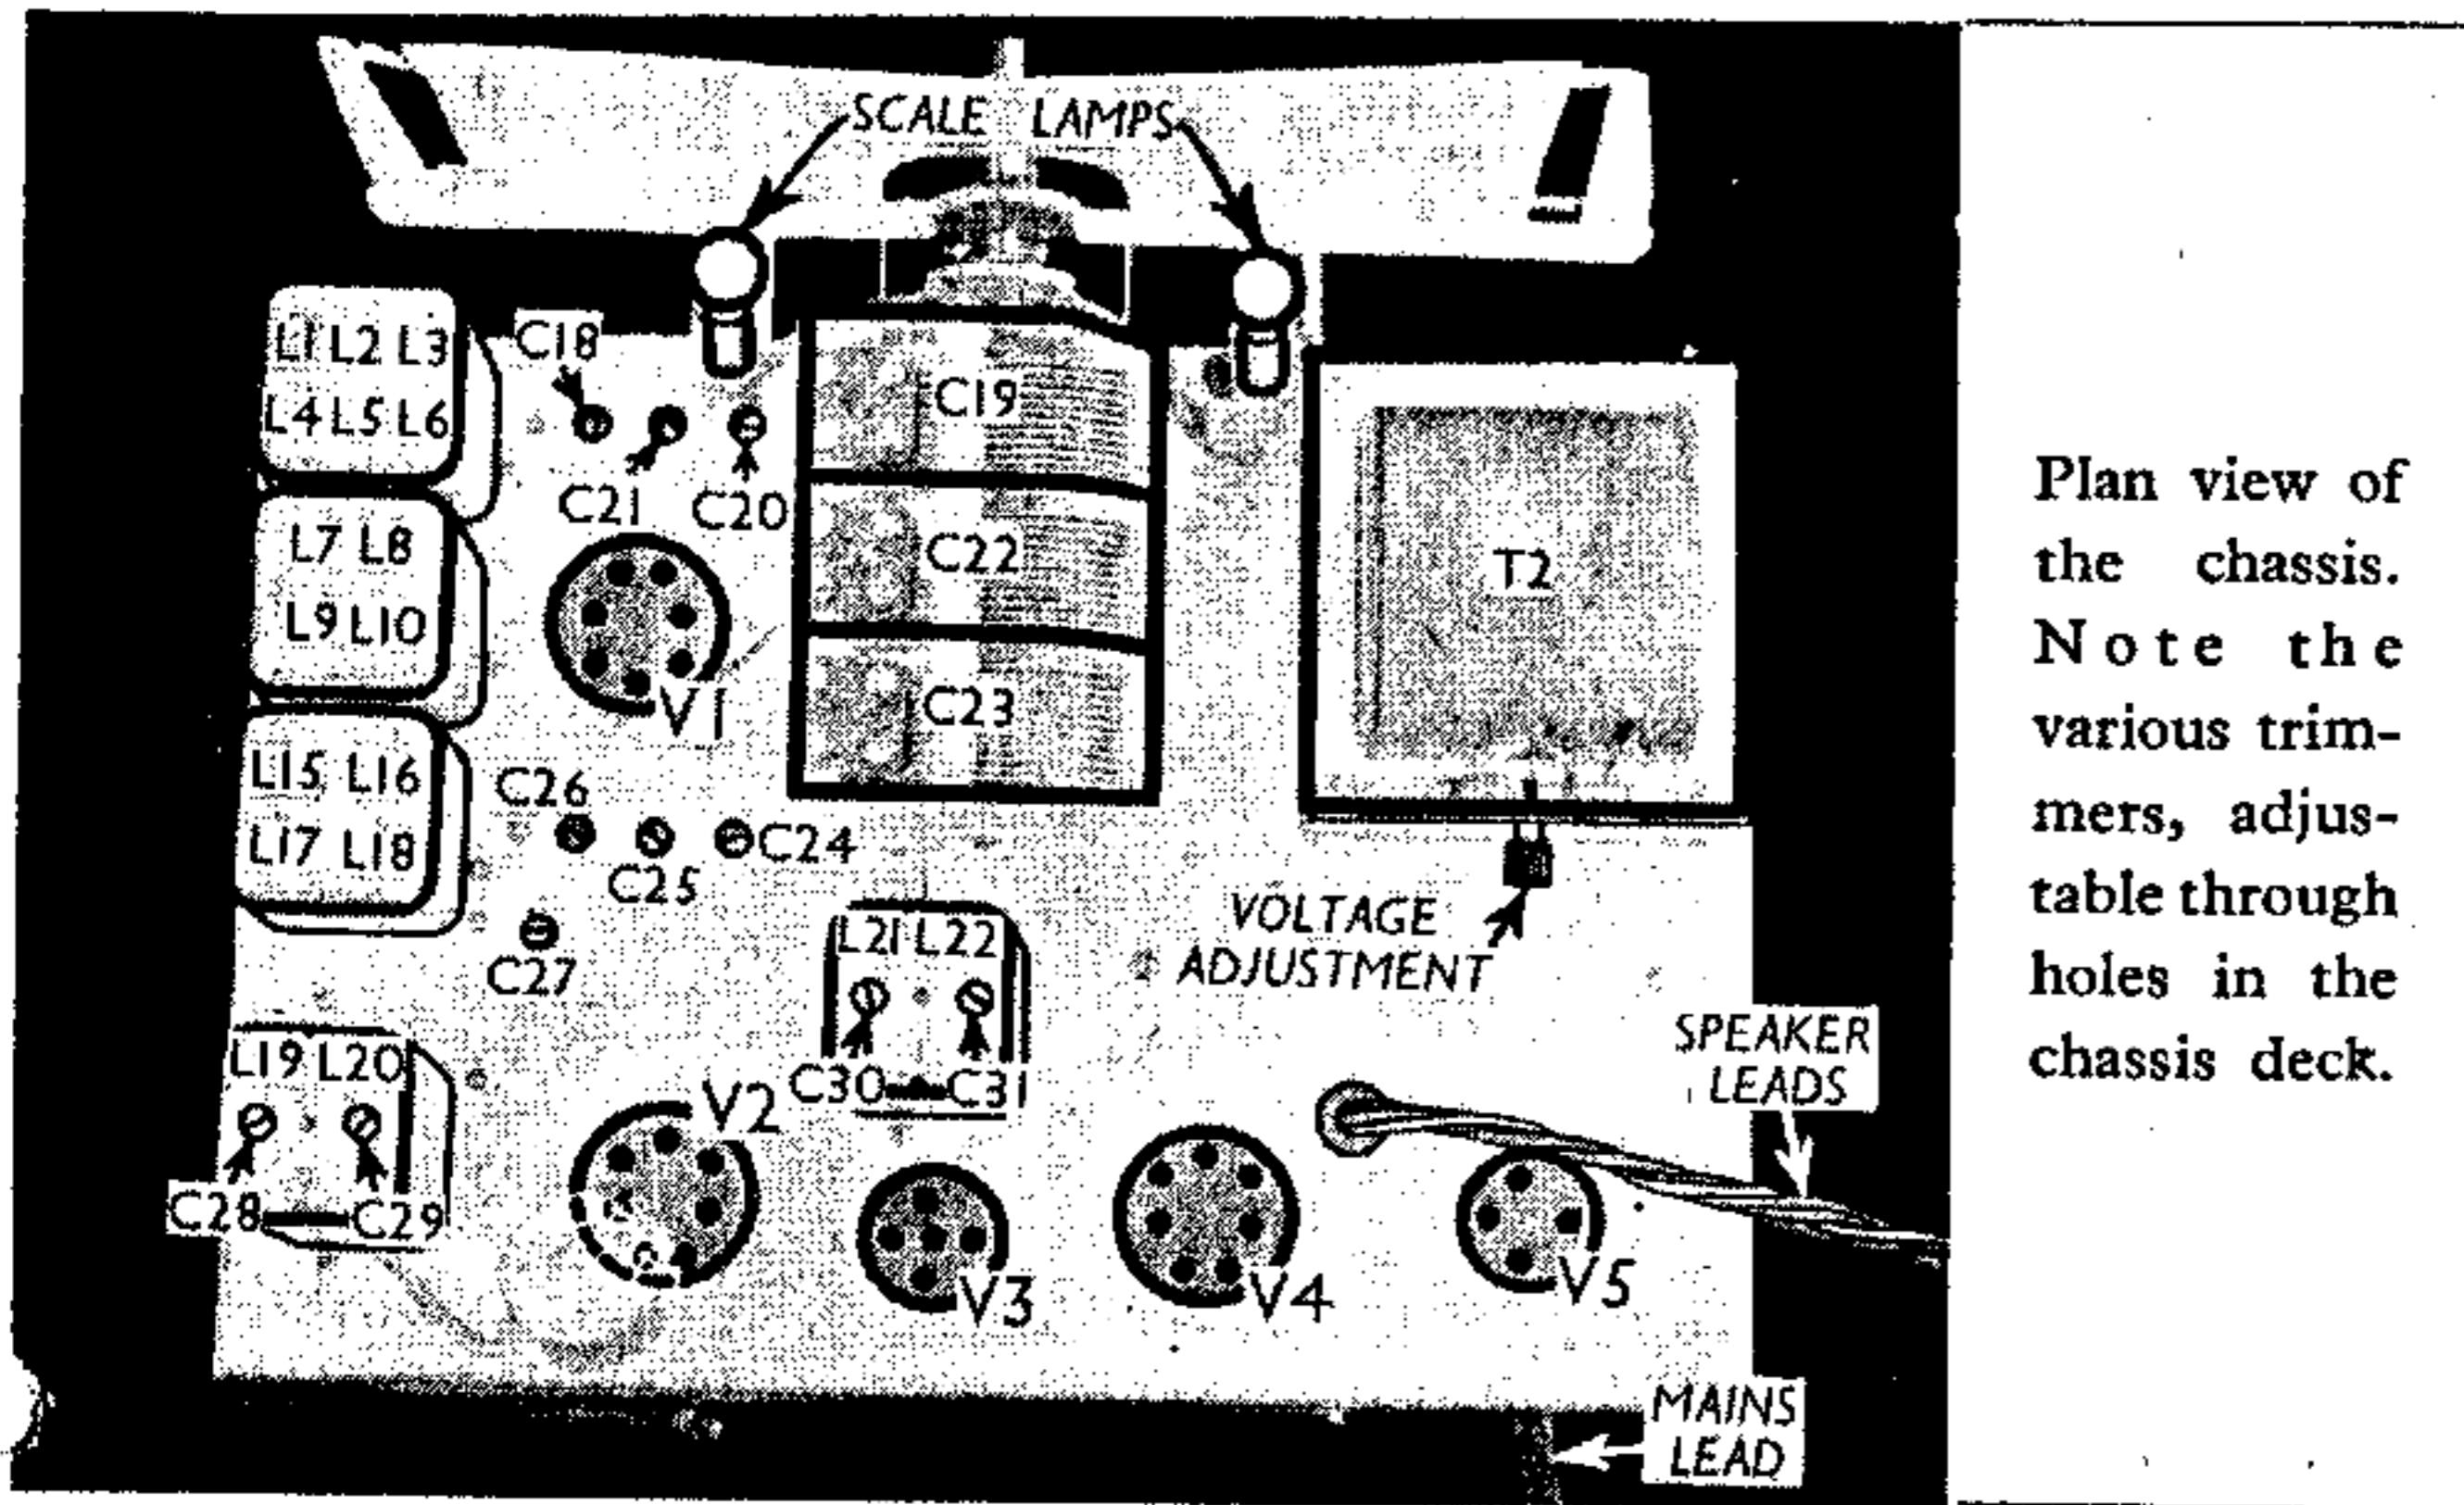 SCALE LAMPS
L1 L2 L3
L4 L5 L6
C18
C19
C21
C20
L7 L8
L9 L10
V1
C22
T2
C23
L15 L16
L17 L18
C26
C25
C24
C27
L21 L22
VOLTAGE
ADJUSTMENT
C30
C31
L19 L20
C28
C29
V2
V3
V4
V5
SPEAKER
LEADS
MAINS
LEAD
Plan view of
the chassis.
Note the
various trim-
mers, adjus-
table through
holes in the
chassis deck.